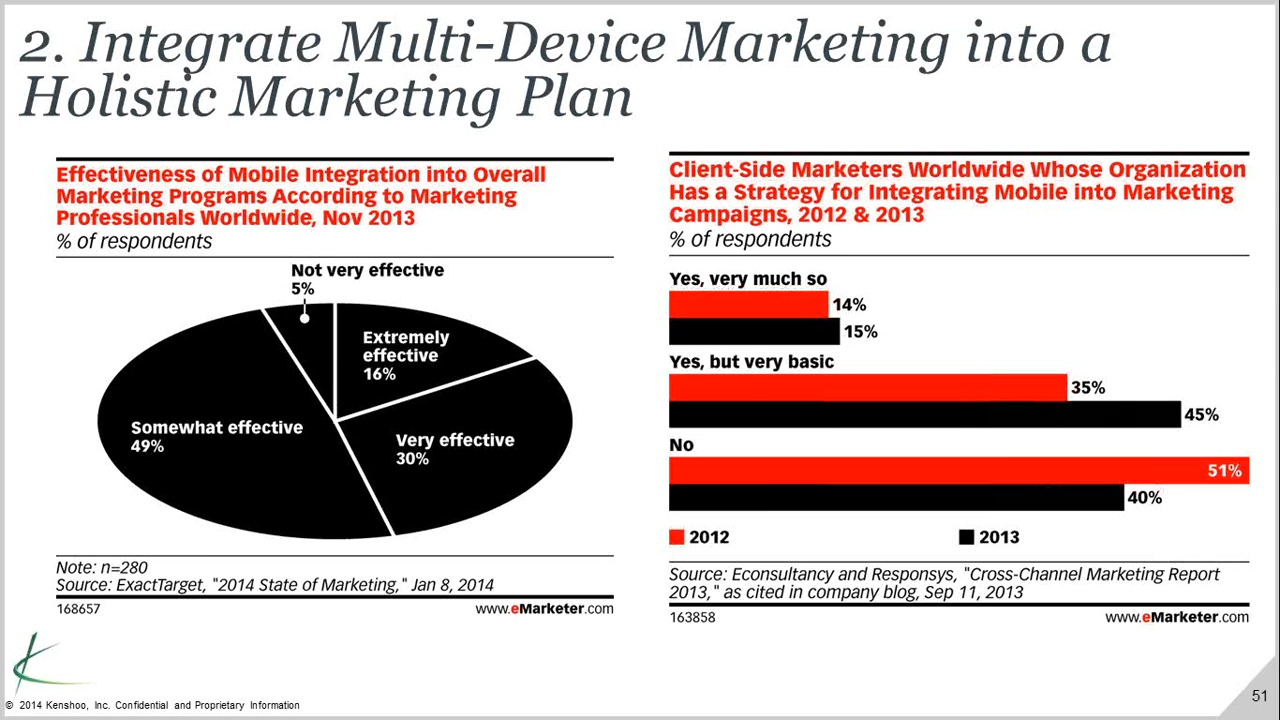 2. Integrate Multi-Device Marketing into a
Holistic Marketing Plan
Effectiveness of Mobile Integration into Overall
Marketing Programs According to Marketing
Professionals Worldwide, Nov 2013
% of respondents
Not very effective
5%
Extremely
effective
16%
Somewhat effective
49%
Very effective
30%
Note: n=280
Source: ExactTarget, "2014 State of Marketing," Jan 8, 2014
168657
www.eMarketer.com
Client-Side Marketers Worldwide Whose Organization
Has a Strategy for Integrating Mobile into Marketing
Campaigns, 2012 & 2013
% of respondents
Yes, very much so
14%
15%
Yes, but very basic
35%
45%
No
51%
40%
2012
2013
Source: Econsultancy and Responsys, "Cross-Channel Marketing Report
2013," as cited in company blog, Sep 11, 2013
163858
www.eMarketer.com
© 2014 Kenshoo, Inc. Confidential and Proprietary Information
51